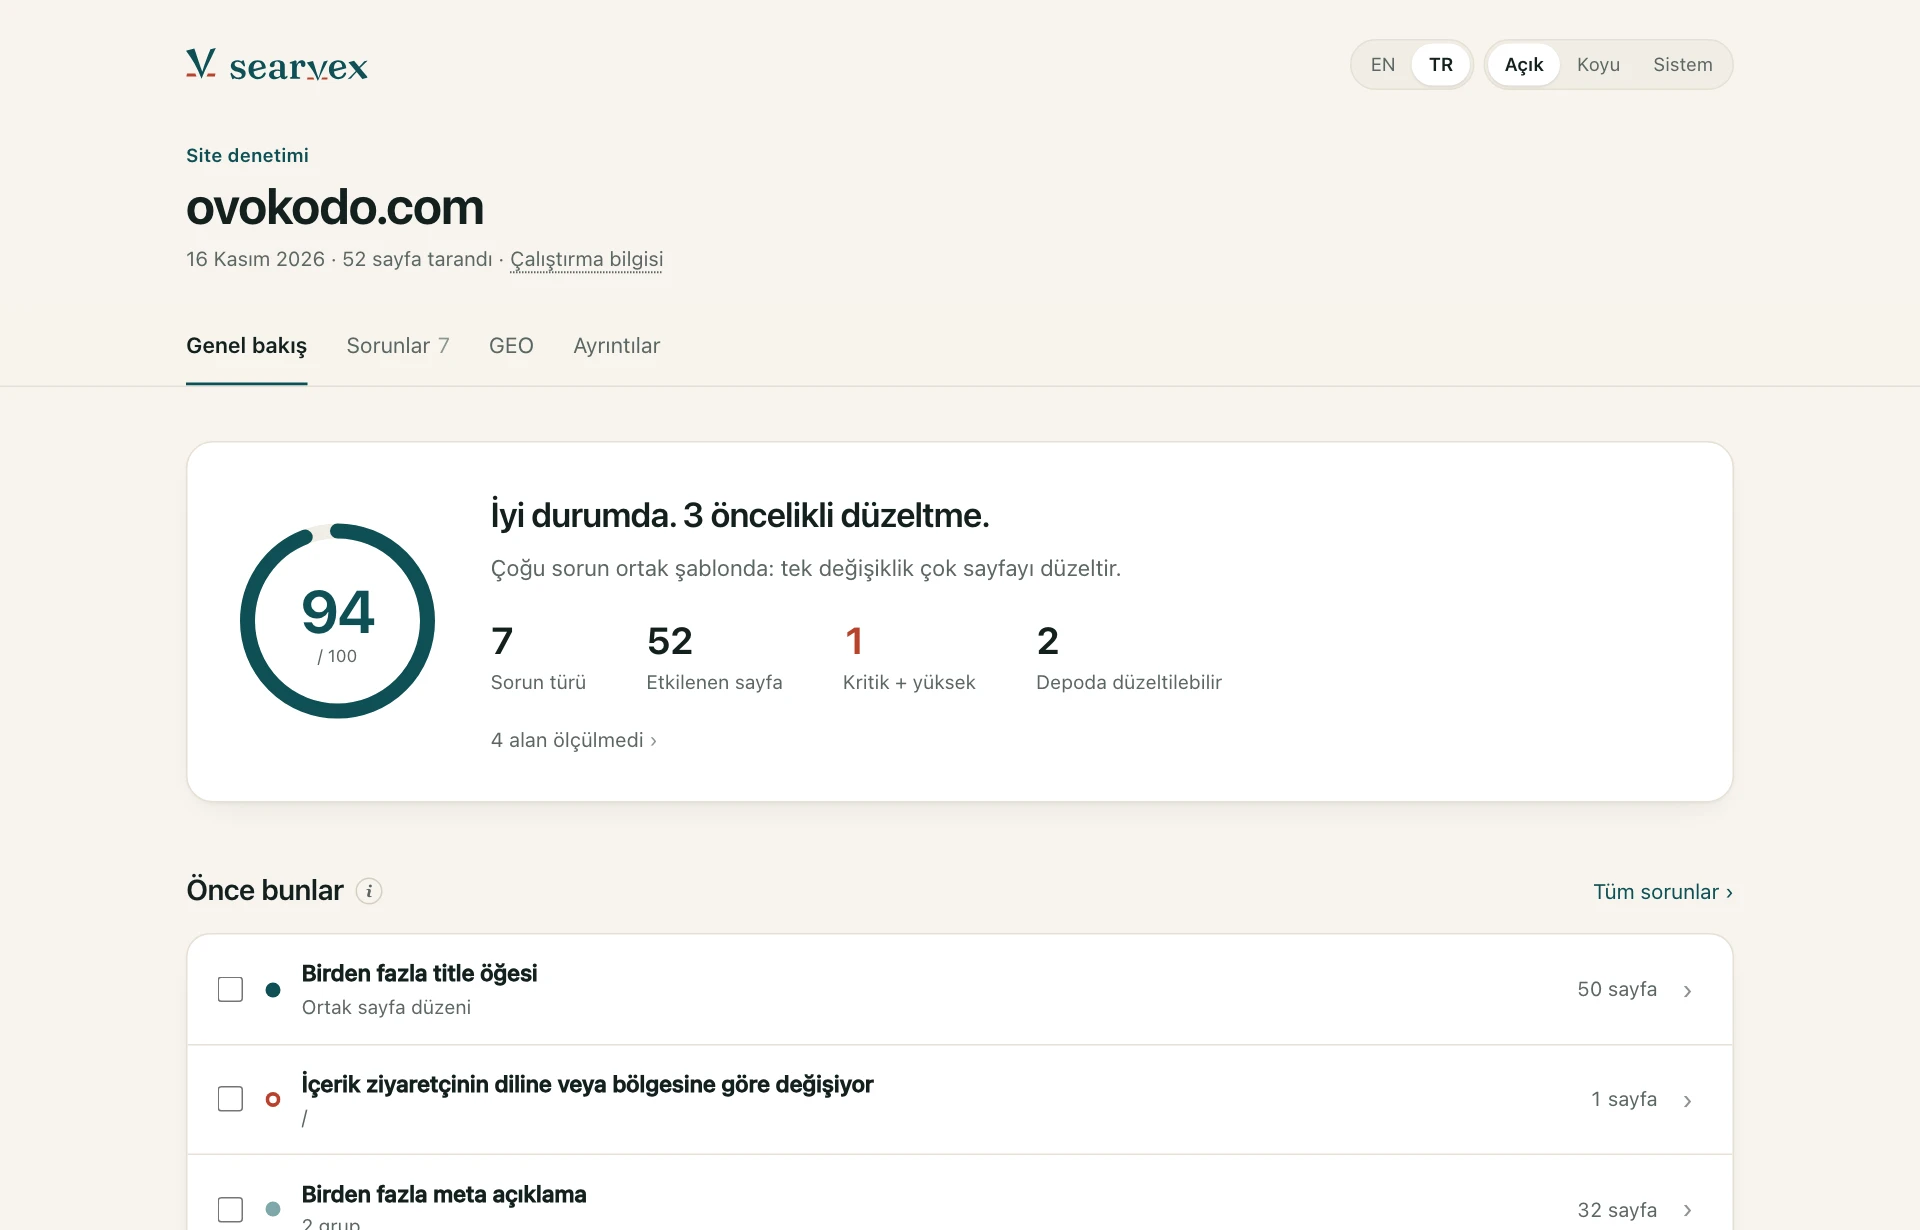 searvex
EN TR Açık Koyu Sistem
Site denetimi
ovokodo.com
16 Kasım 2026 · 52 sayfa tarandı · Çalıştırma bilgisi
Genel bakış Sorunlar 7 GEO Ayrıntılar
94
/ 100
İyi durumda. 3 öncelikli düzeltme.
Çoğu sorun ortak şablonda: tek değişiklik çok sayfayı düzeltir.
7 52 1 2
Sorun türü Etkilenen sayfa Kritik + yüksek Depoda düzeltilebilir
4 alan ölçülmedi ›
Önce bunlar i Tüm sorunlar ›
Birden fazla title öğesi
Ortak sayfa düzeni
50 sayfa ›
İçerik ziyaretçinin diline veya bölgesine göre değişiyor
/
1 sayfa ›
Birden fazla meta açıklama
2 grup
32 sayfa ›